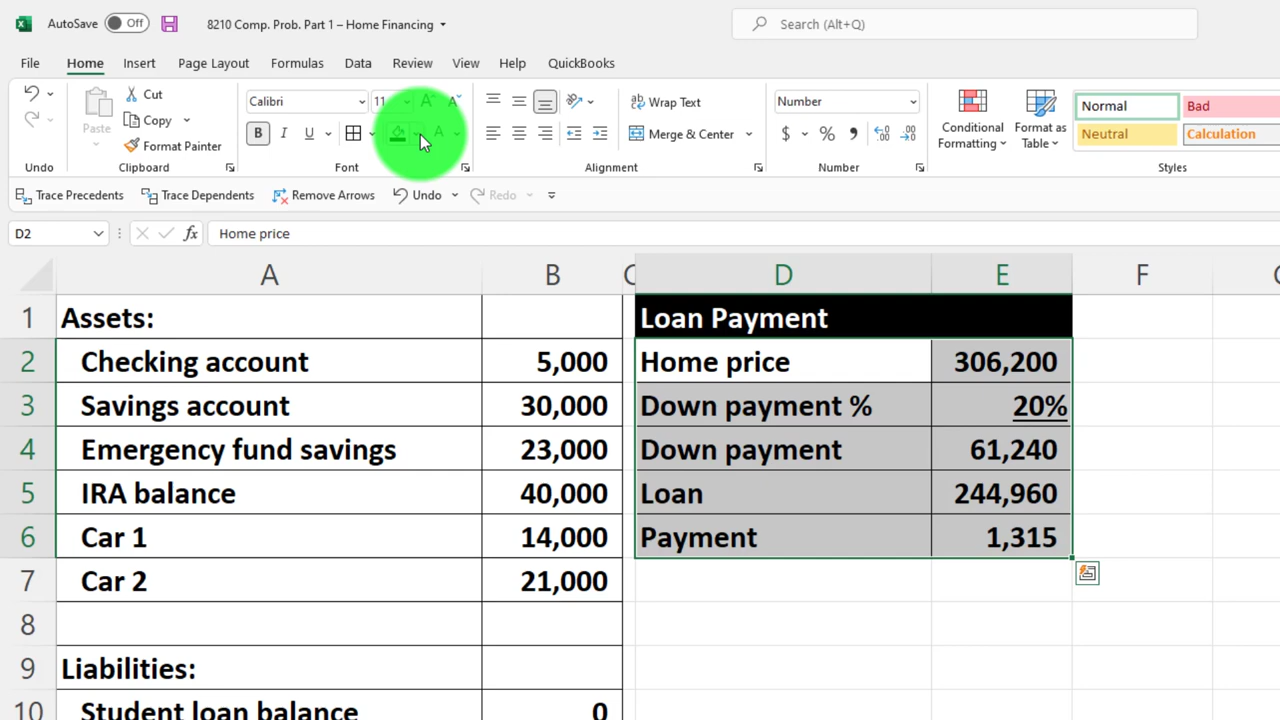 AutoSave Off 8210 Comp. Prob. Part 1 – Home Financing Search (Alt+Q)
File Home Insert Page Layout Formulas Data Review View Help QuickBooks
Paste Cut Copy Format Painter
Calibri 11 A A
B I U A
Wrap Text Merge & Center
Number $ % 9
Conditional Formatting Format as Table
Normal Bad
Neutral Calculation
Undo Clipboard Font Alignment Number Styles
Trace Precedents Trace Dependents Remove Arrows Undo Redo
D2 fx Home price
A B C D E F
1 Assets: Loan Payment
2 Checking account 5,000 Home price 306,200
3 Savings account 30,000 Down payment % 20%
4 Emergency fund savings 23,000 Down payment 61,240
5 IRA balance 40,000 Loan 244,960
6 Car 1 14,000 Payment 1,315
7 Car 2 21,000
8
9 Liabilities:
10 Student loan balance 0